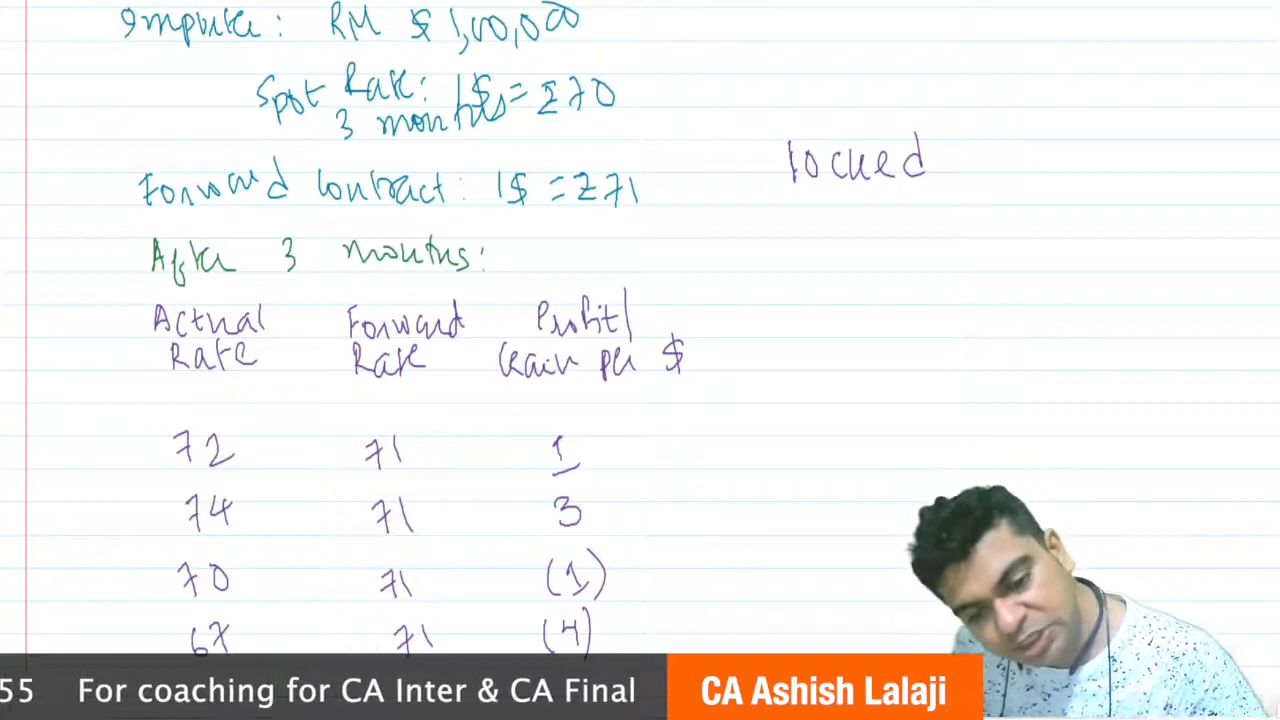 Importer: RM $ 1,00,000
Spot Rate: 1$ = ₹70
3 months
Forward contract: 1$ = ₹71
locked
After 3 months:
Actual Rate Forward Rate Profit/ Gain per $
72 71 1
74 71 3
70 71 (1)
67 71 (4)
55 For coaching for CA Inter & CA Final CA Ashish Lalaji